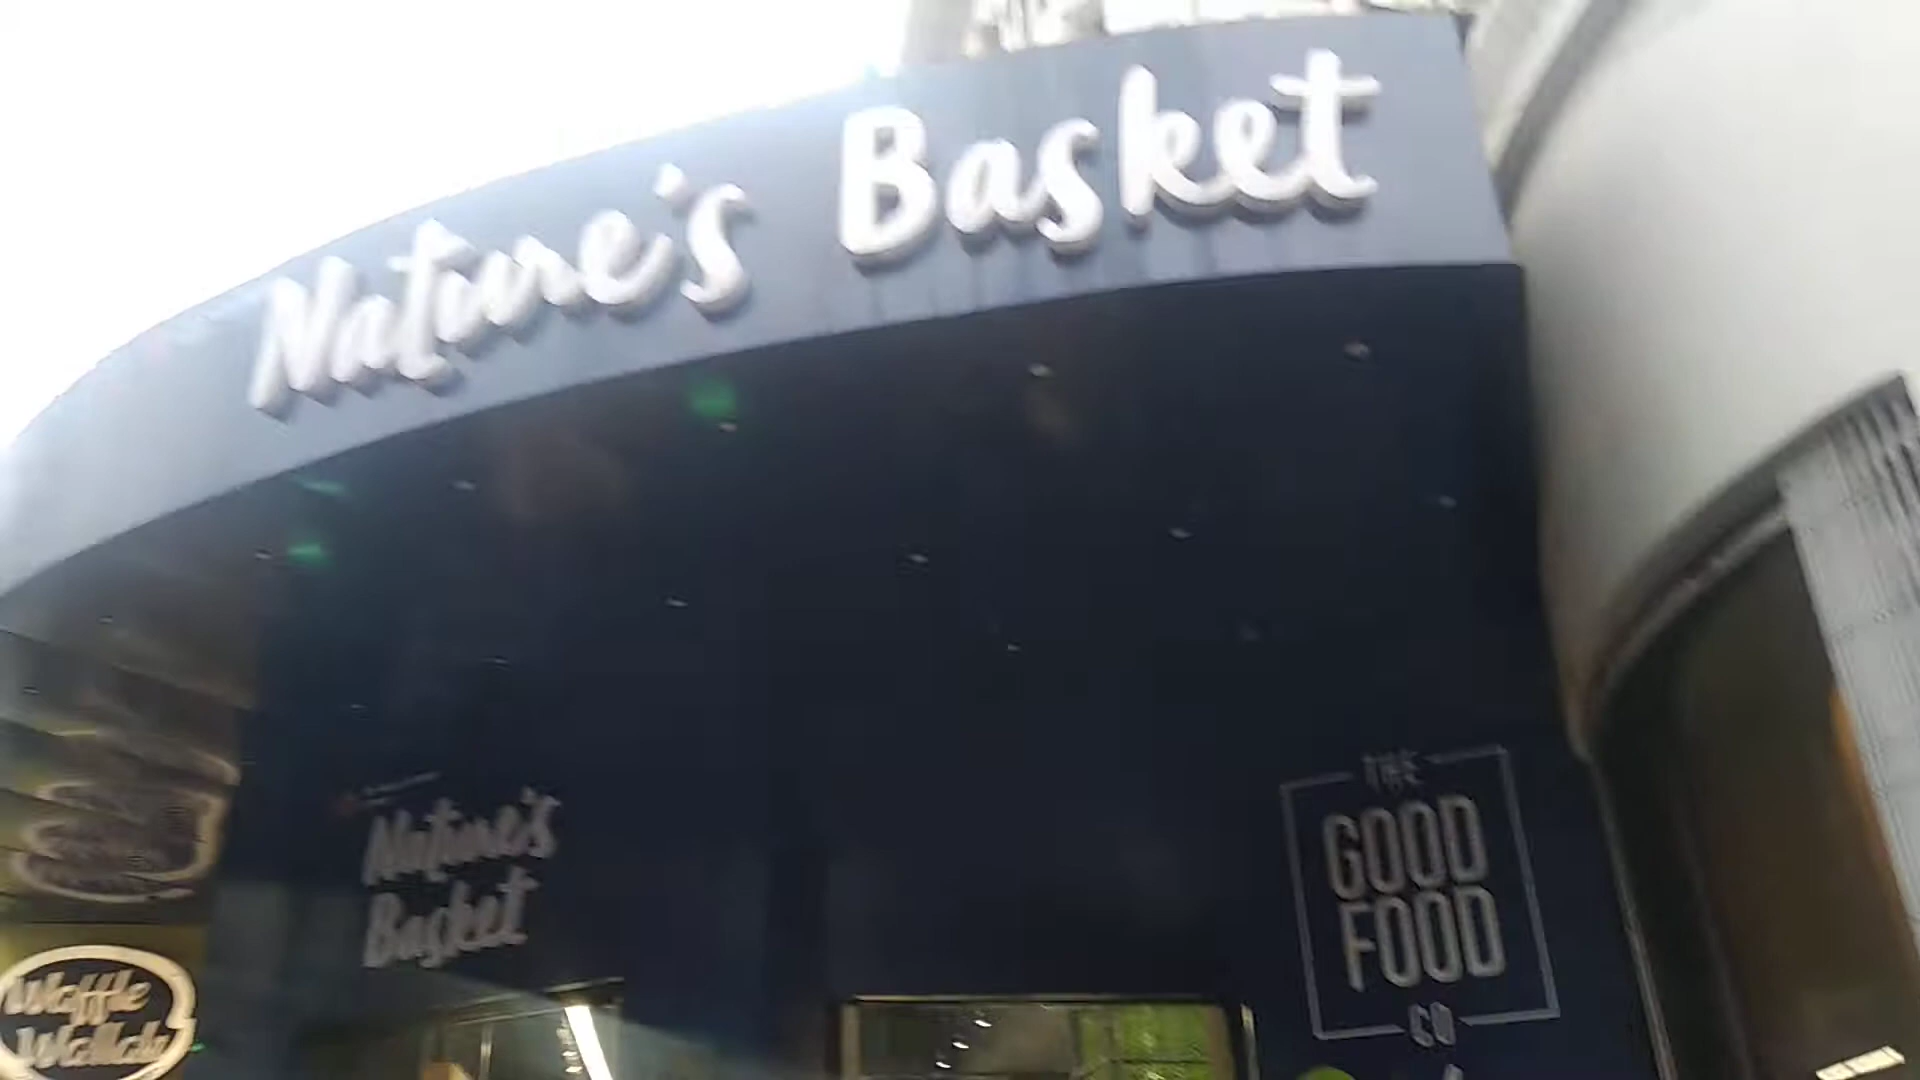 Nature's Basket
Nature's
Basket
THE
GOOD
FOOD
CO
Waffle
Wallah